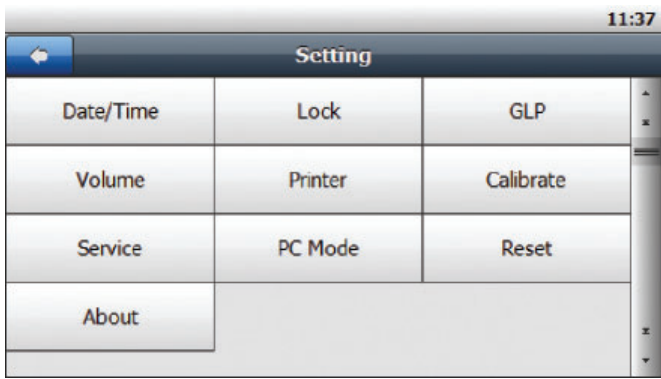 11:37
Setting
Date/Time Lock GLP
Volume Printer Calibrate
Service PC Mode Reset
About